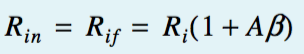 R_in = R_if = R_i(1 + Aβ)